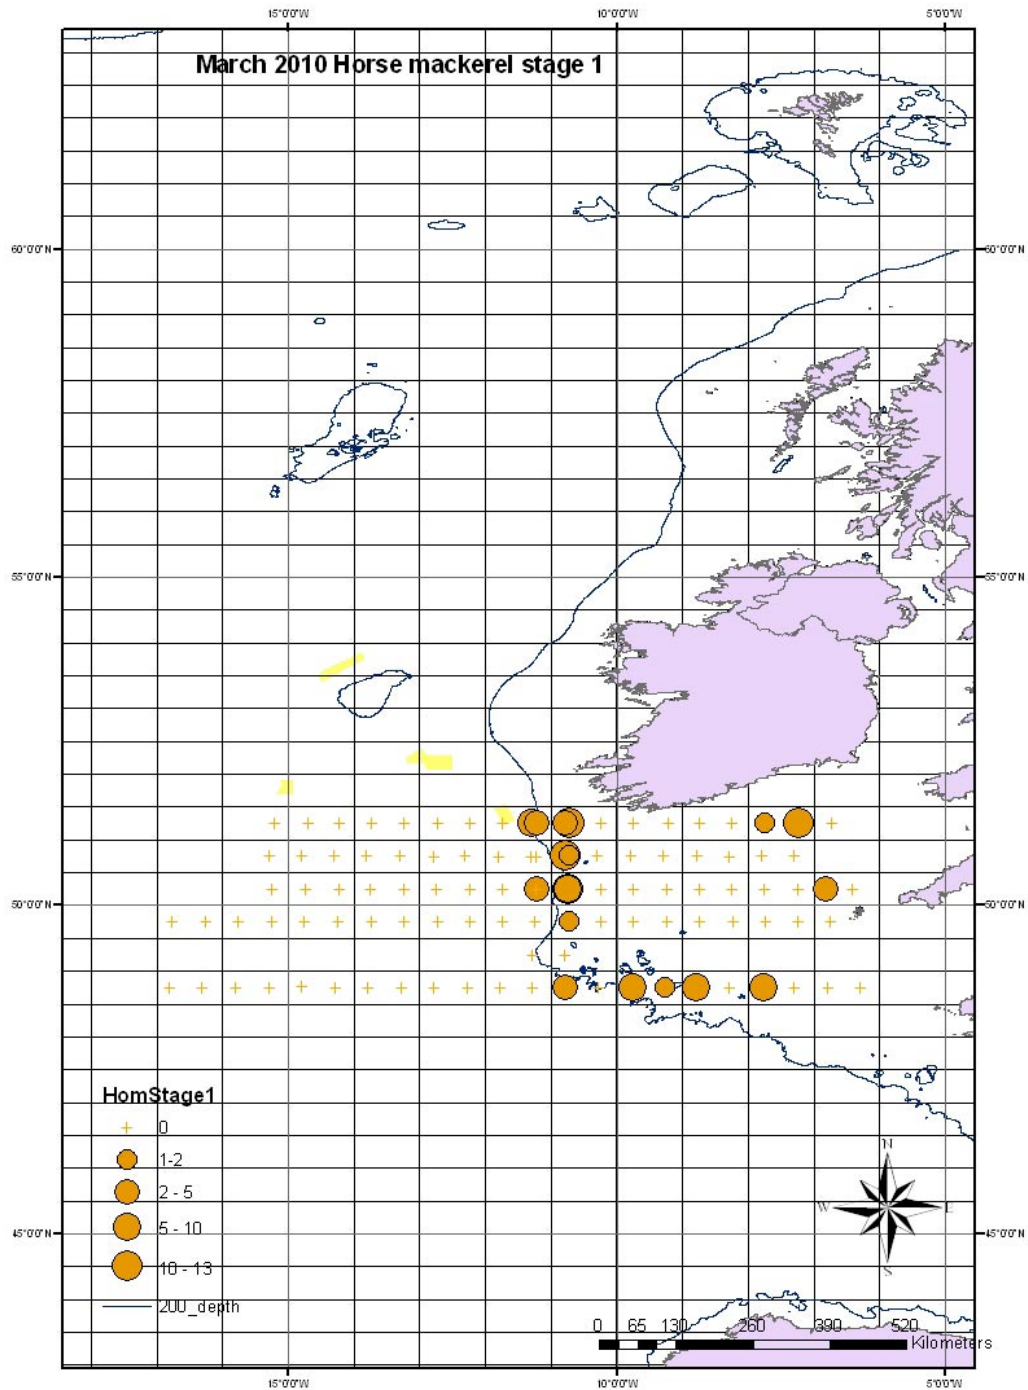 15°0'0"W 10°0'0"W 5°0'0"W
March 2010 Horse mackerel stage 1
60°0'0"N 60°0'0"N
55°0'0"N 55°0'0"N
50°0'0"N 50°0'0"N
HomStage1
0
1-2
2 - 5
5 - 10
10 - 13
200_depth
N
W E
S
45°0'0"N 45°0'0"N
0 65 130 260 390 520
Kilometers
15°0'0"W 10°0'0"W 5°0'0"W